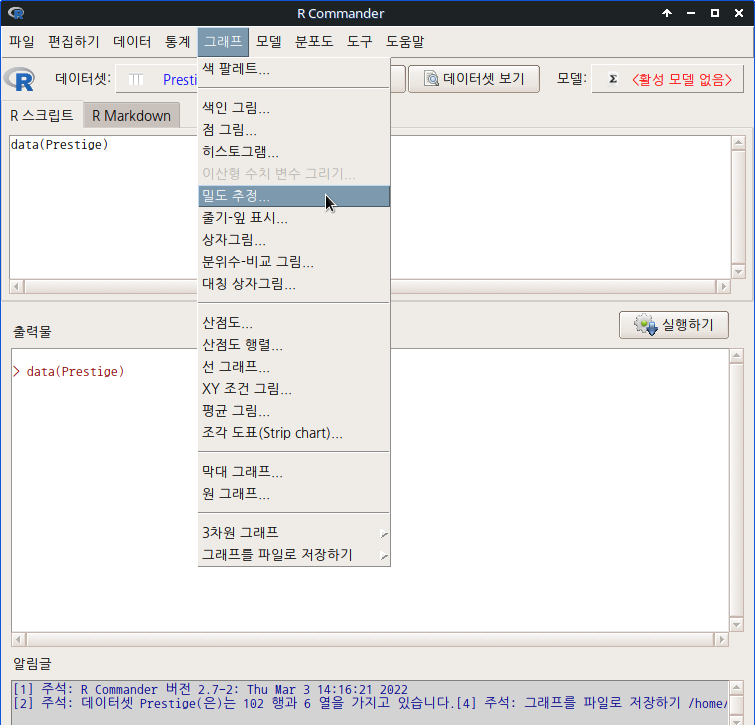 R Commander
파일 편집하기 데이터 통계 그래프 모델 분포도 도구 도움말
데이터셋: Presti 데이터셋 보기 모델: Σ <활성 모델 없음>
R 스크립트 R Markdown
data(Prestige)
색 팔레트...
색인 그림...
점 그림...
히스토그램...
이산형 수치 변수 그리기...
밀도 추정...
줄기-잎 표시...
상자그림...
분위수-비교 그림...
대칭 상자그림...
산점도...
산점도 행렬...
선 그래프...
XY 조건 그림...
평균 그림...
조각 도표(Strip chart)...
막대 그래프...
원 그래프...
3차원 그래프
그래프를 파일로 저장하기
출력물 실행하기
> data(Prestige)
알림글
[1] 주석: R Commander 버전 2.7-2: Thu Mar 3 14:16:21 2022
[2] 주석: 데이터셋 Prestige(은)는 102 행과 6 열을 가지고 있습니다.[4] 주석: 그래프를 파일로 저장하기 /home/